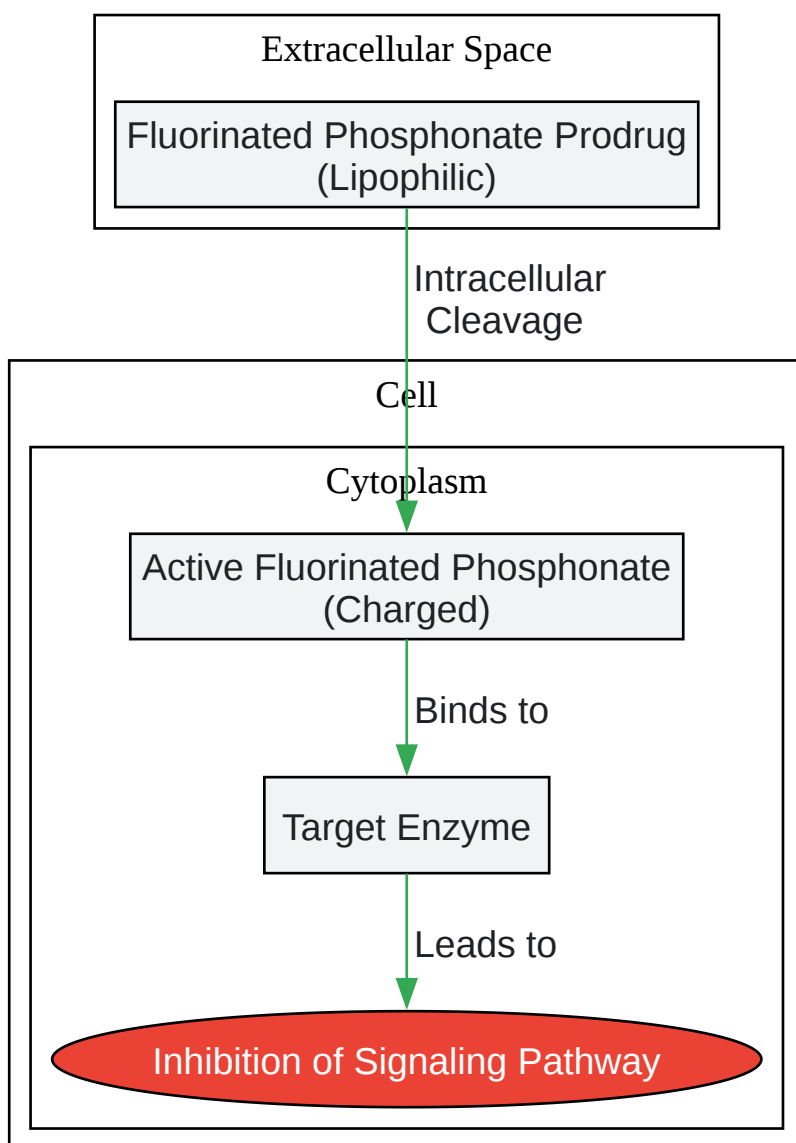 Extracellular Space
Fluorinated Phosphonate Prodrug
(Lipophilic)
Intracellular
Cleavage
Cell
Cytoplasm
Active Fluorinated Phosphonate
(Charged)
Binds to
Target Enzyme
Leads to
Inhibition of Signaling Pathway